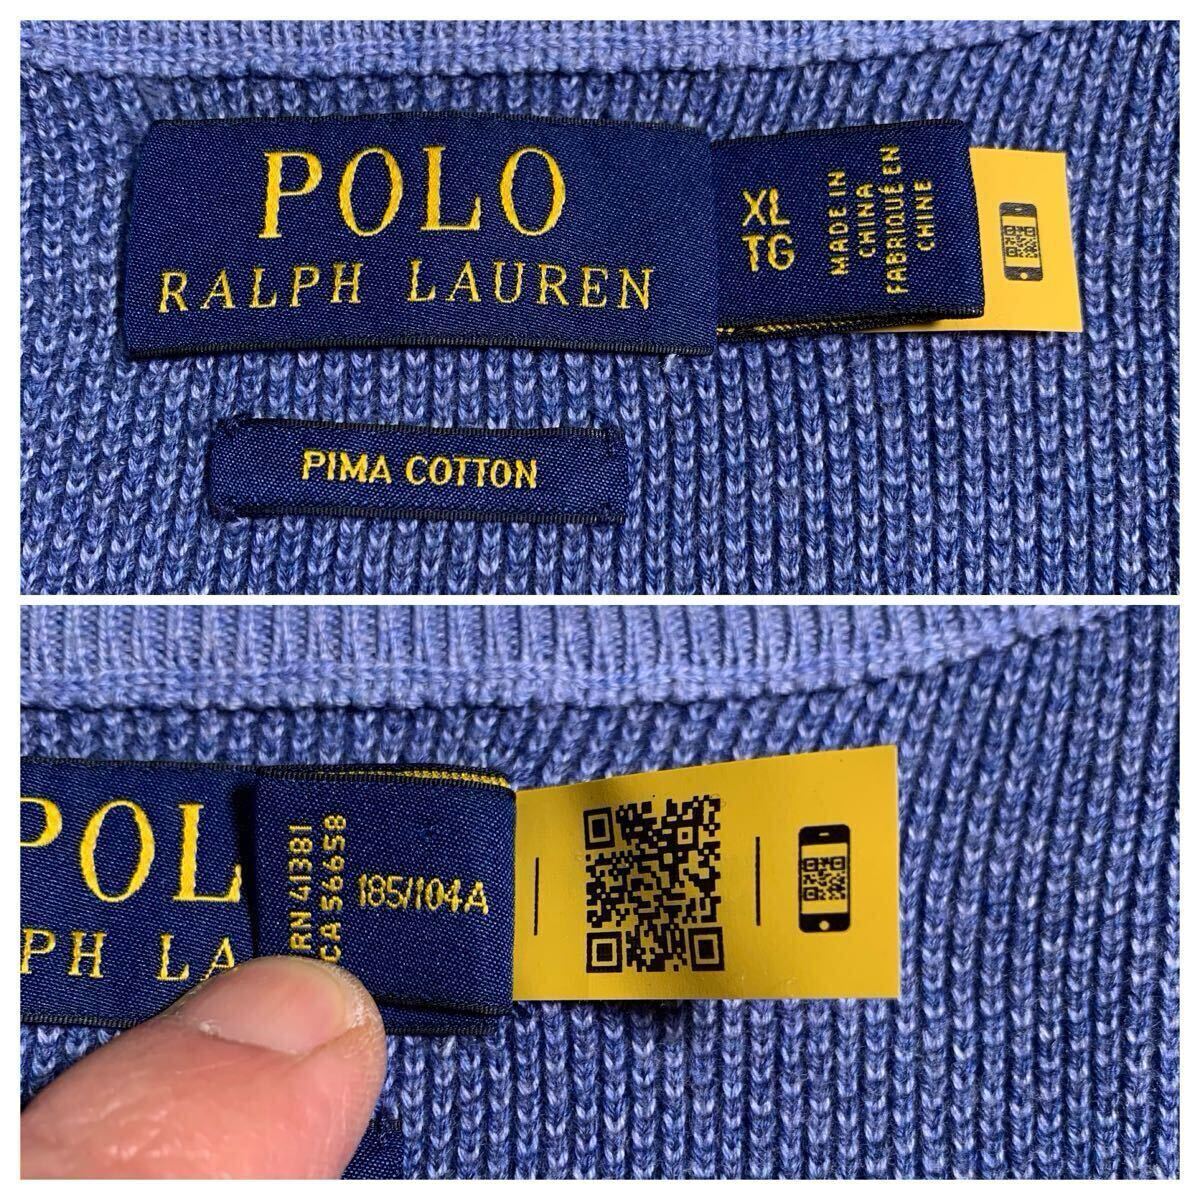 POLO
RALPH LAUREN
XL
TG
MADE IN
CHINA
FABRIQUÉ EN
CHINE
PIMA COTTON
POL
PH LA
RN 41381
CA 56658
185/104A